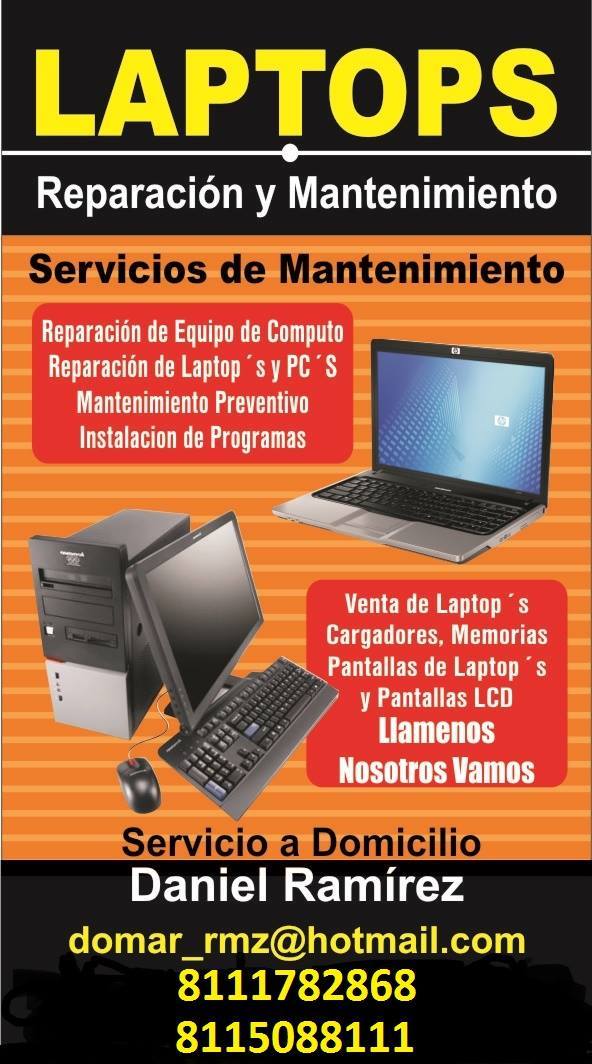 LAPTOPS
Reparación y Mantenimiento
Servicios de Mantenimiento
Reparación de Equipo de Computo
Reparación de Laptop ´s y PC ´S
Mantenimiento Preventivo
Instalacion de Programas
hp
hp
Venta de Laptop ´s
Cargadores, Memorias
Pantallas de Laptop ´s
y Pantallas LCD
Llamenos
Nosotros Vamos
Servicio a Domicilio
Daniel Ramírez
domar_rmz@hotmail.com
8111782868
8115088111